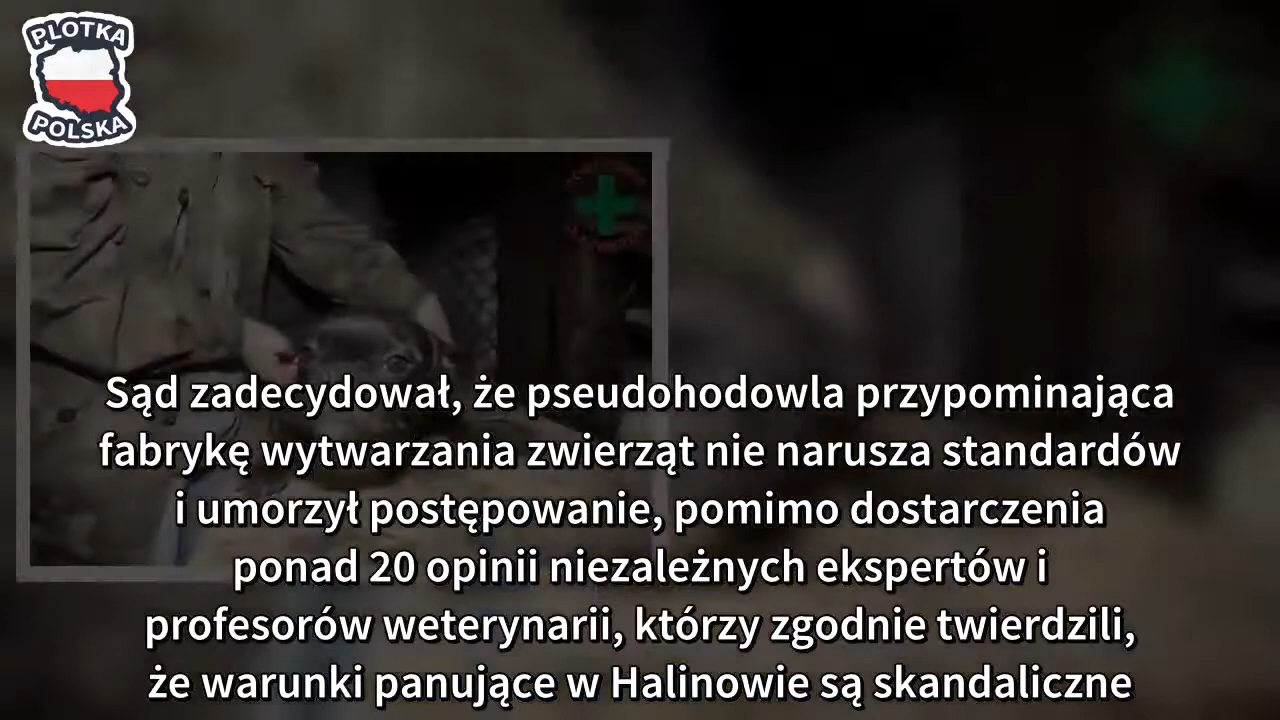 PLOTKA
POLSKA
Sąd zadecydował, że pseudohodowla przypominająca
fabrykę wytwarzania zwierząt nie narusza standardów
i umorzył postępowanie, pomimo dostarczenia
ponad 20 opinii niezależnych ekspertów i
profesorów weterynarii, którzy zgodnie twierdzili,
że warunki panujące w Halinowie są skandaliczne